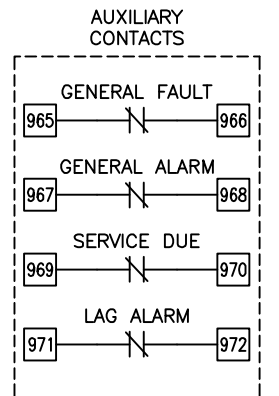 AUXILIARY
CONTACTS
GENERAL FAULT
965 966
GENERAL ALARM
967 968
SERVICE DUE
969 970
LAG ALARM
971 972